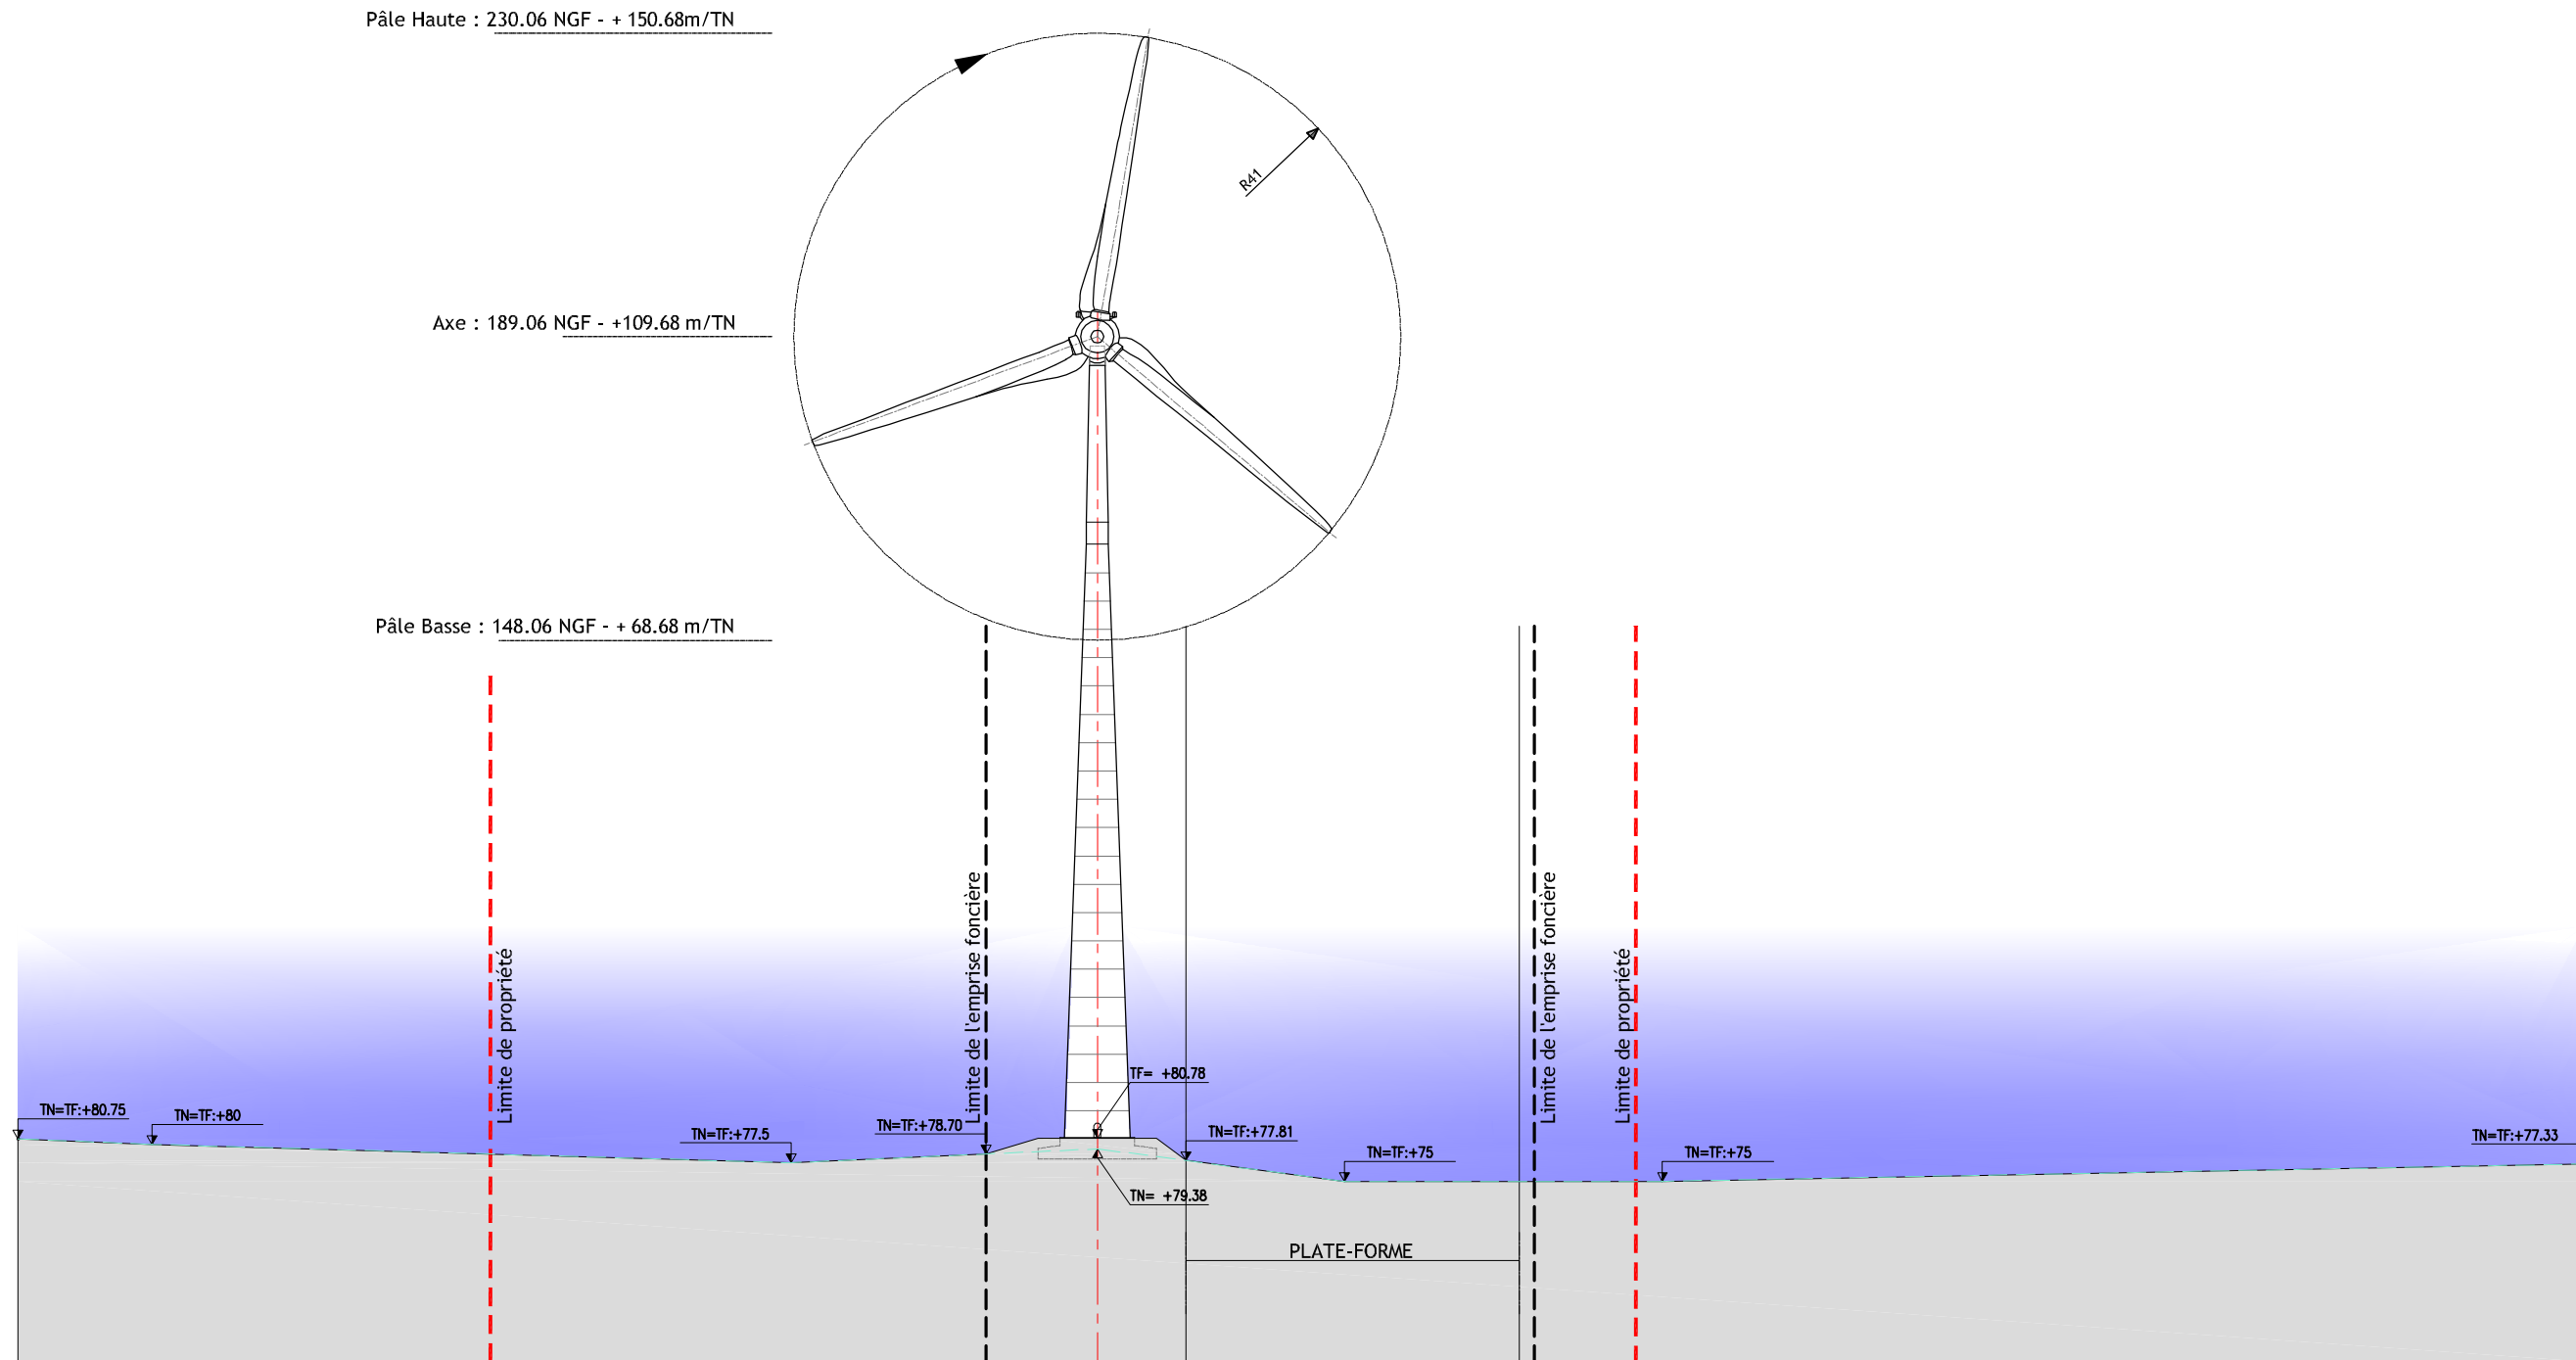 Pâle Haute : 230.06 NGF - + 150.68m/TN
R41
Axe : 189.06 NGF - +109.68 m/TN
Pâle Basse : 148.06 NGF - + 68.68 m/TN
Limite de propriété
Limite de l'emprise foncière
Limite de l'emprise foncière
Limite de propriété
TF= +80.78
TN=TF:+80.75
TN=TF:+80
TN=TF:+77.5
TN=TF:+78.70
TN=TF:+77.81
TN=TF:+75
TN=TF:+75
TN=TF:+77.33
TN= +79.38
PLATE-FORME